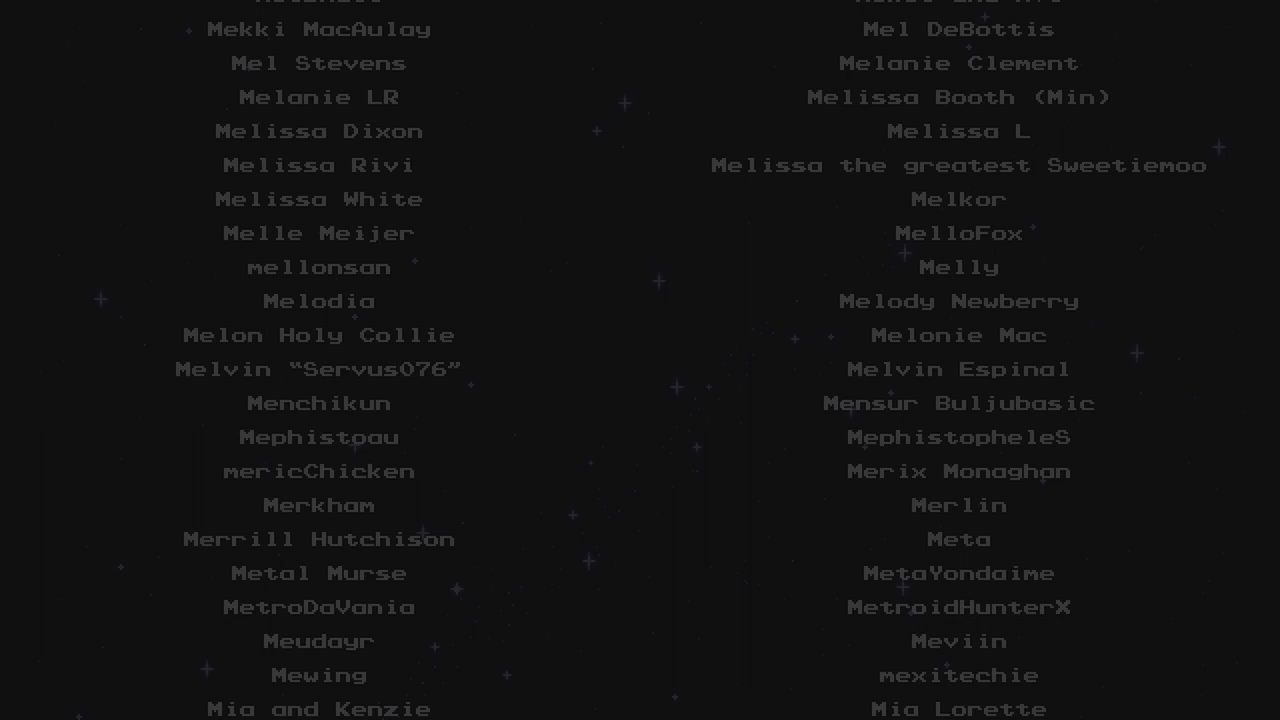 Mekki MacAulay
Mel DeBottis
Mel Stevens
Melanie Clement
Melanie LR
Melissa Booth (Min)
Melissa Dixon
Melissa L
Melissa Rivi
Melissa the greatest Sweetiemoo
Melissa White
Melkor
Melle Meijer
MelloFox
mellonsan
Melly
Melodia
Melody Newberry
Melon Holy Collie
Melonie Mac
Melvin “Servus076”
Melvin Espinal
Menchikun
Mensur Buljubasic
Mephistoau
MephistopheleS
mericChicken
Merix Monaghan
Merkham
Merlin
Merrill Hutchison
Meta
Metal Murse
MetaYondaime
MetroDaVania
MetroidHunterX
Meudayr
Meviin
Mewing
mexitechie
Mia and Kenzie
Mia Lorette